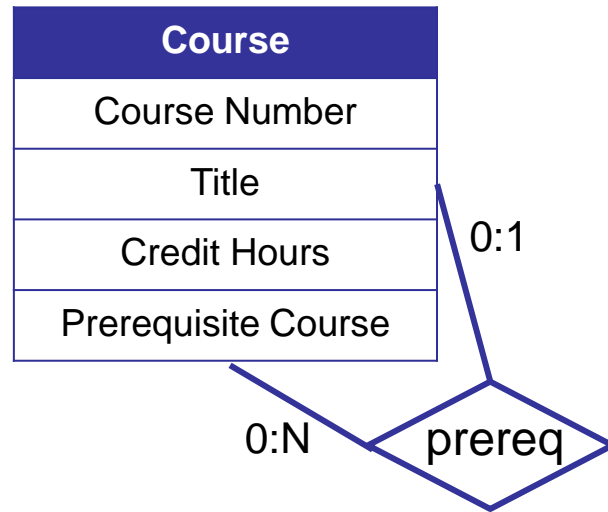 Course
Course Number
Title
0:1
Credit Hours
Prerequisite Course
0:N
prereq